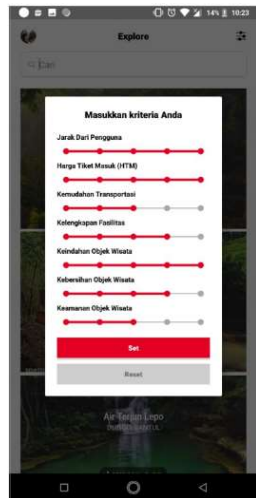 14% 10:23
Explore
Cari
Masukkan kriteria Anda
Jarak Dari Pengguna
Harga Tiket Masuk (HTM)
Kemudahan Transportasi
Kelengkapan Fasilitas
Keindahan Objek Wisata
Kebersihan Objek Wisata
Keamanan Objek Wisata
Set
Reset
Air Terjun Lepo